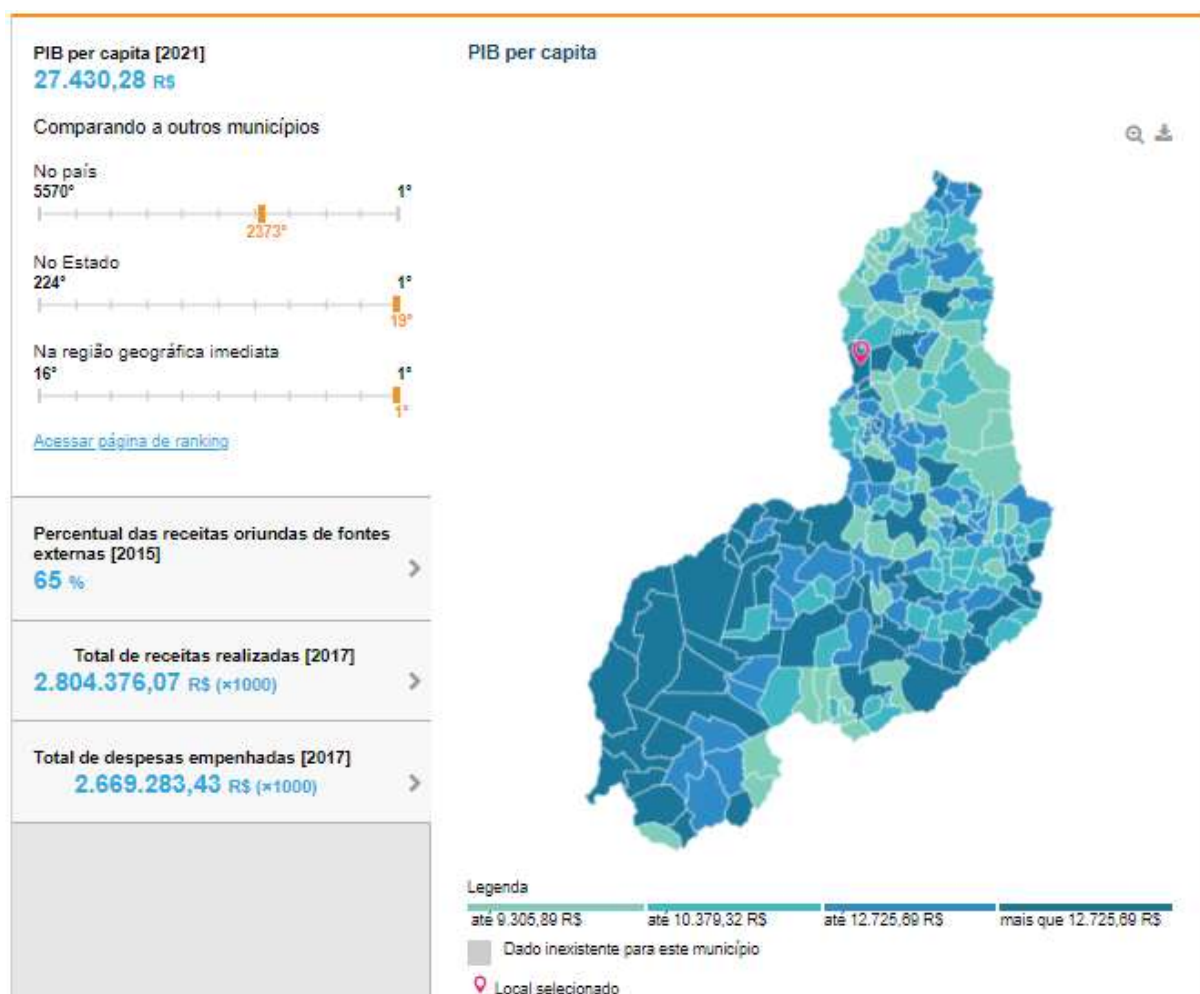 PIB per capita [2021]
27.430,28 R$
Comparando a outros municípios
No país
5570° 1°
2373°
No Estado
224° 1°
19°
Na região geográfica imediata
16° 1°
1°
Acessar página de ranking
Percentual das receitas oriundas de fontes
externas [2015]
65 %
Total de receitas realizadas [2017]
2.804.376,07 R$ (×1000)
Total de despesas empenhadas [2017]
2.669.283,43 R$ (×1000)
PIB per capita
Legenda
até 9.305,89 R$ até 10.379,32 R$ até 12.725,69 R$ mais que 12.725,69 R$
Dado inexistente para este município
Local selecionado